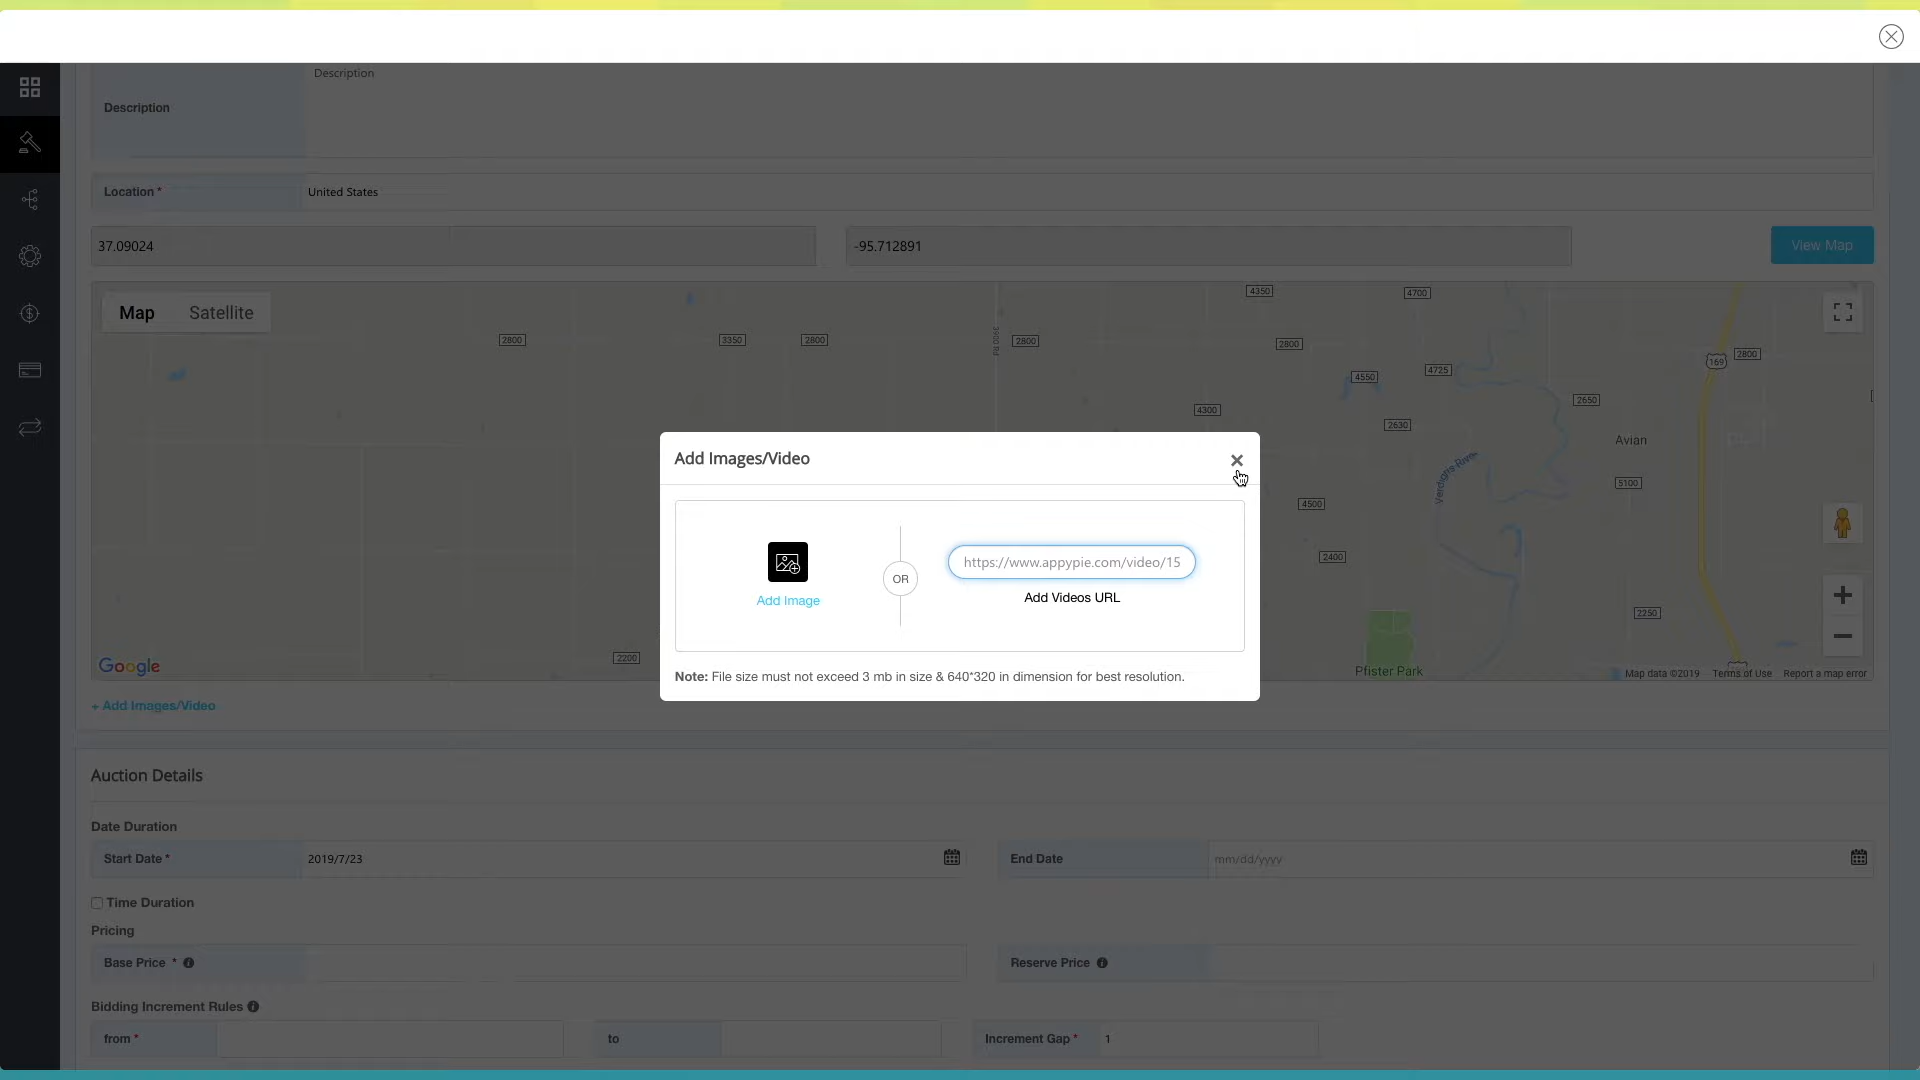 Description
Description
Location *
United States
37.09024
-95.712891
View Map
Map
Satellite
4350
4700
2800
3350
2800
3900 Rd
2800
2800
169
2800
4550
4725
2650
4300
2630
Avian
Verdigris River
5100
4500
2400
2250
2200
Pfister Park
Google
Map data ©2019
Terms of Use
Report a map error
Add Images/Video
×
Add Image
OR
https://www.appypie.com/video/15
Add Videos URL
Note: File size must not exceed 3 mb in size & 640*320 in dimension for best resolution.
+ Add Images/Video
Auction Details
Date Duration
Start Date *
2019/7/23
End Date
mm/dd/yyyy
Time Duration
Pricing
Base Price *
Reserve Price
Bidding Increment Rules
from *
to
Increment Gap *
1